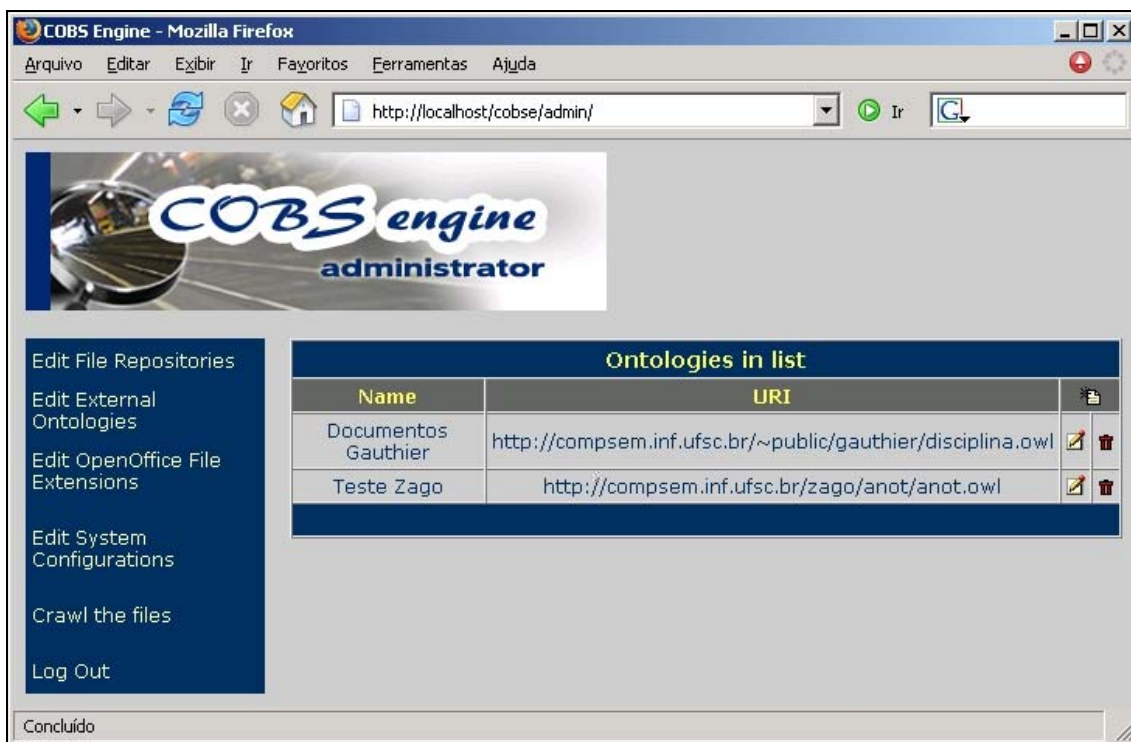 COBS Engine - Mozilla Firefox
Arquivo Editar Exibir Ir Favoritos Ferramentas Ajuda
http://localhost/cobse/admin/ Ir G
COBS engine
administrator
Edit File Repositories
Edit External
Ontologies
Edit OpenOffice File
Extensions
Edit System
Configurations
Crawl the files
Log Out
Ontologies in list
Name URI
Documentos
Gauthier
http://compsem.inf.ufsc.br/~public/gauthier/disciplina.owl
Teste Zago http://compsem.inf.ufsc.br/zago/anot/anot.owl
Concluído